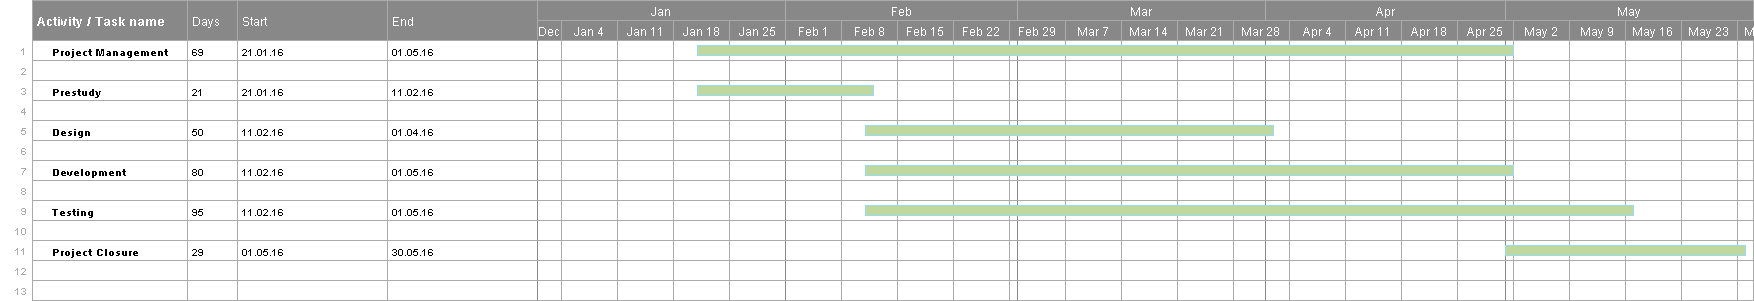 Activity / Task name Days Start End Jan Feb Mar Apr May
Dec Jan 4 Jan 11 Jan 18 Jan 25 Feb 1 Feb 8 Feb 15 Feb 22 Feb 29 Mar 7 Mar 14 Mar 21 Mar 28 Apr 4 Apr 11 Apr 18 Apr 25 May 2 May 9 May 16 May 23 M
1 Project Management 69 21.01.16 01.05.16
2
3 Prestudy 21 21.01.16 11.02.16
4
5 Design 50 11.02.16 01.04.16
6
7 Development 80 11.02.16 01.05.16
8
9 Testing 95 11.02.16 01.05.16
10
11 Project Closure 29 01.05.16 30.05.16
12
13